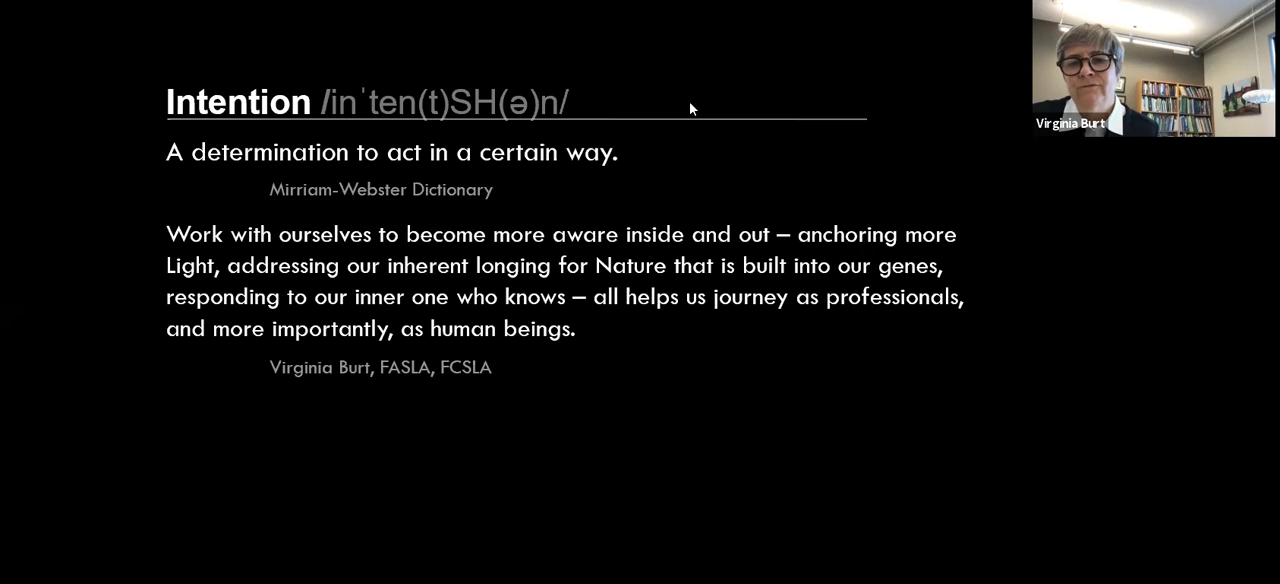 Intention /inˈten(t)SH(ə)n/
A determination to act in a certain way.
Mirriam-Webster Dictionary
Work with ourselves to become more aware inside and out – anchoring more
Light, addressing our inherent longing for Nature that is built into our genes,
responding to our inner one who knows – all helps us journey as professionals,
and more importantly, as human beings.
Virginia Burt, FASLA, FCSLA
Virginia Burt